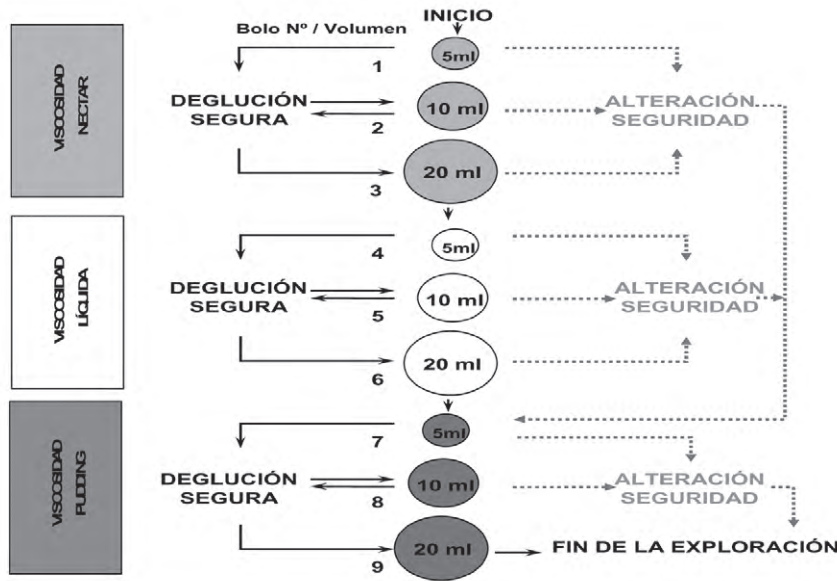 INICIO
Bolo Nº / Volumen
VISCOSIDAD
NECTAR
1
5ml
DEGLUCIÓN
SEGURA
10 ml
2
ALTERACIÓN
SEGURIDAD
20 ml
3
VISCOSIDAD
LÍQUIDA
4
5ml
DEGLUCIÓN
SEGURA
10 ml
5
ALTERACIÓN
SEGURIDAD
20 ml
6
VISCOSIDAD
PUDDING
7
5ml
DEGLUCIÓN
SEGURA
10 ml
8
ALTERACIÓN
SEGURIDAD
20 ml
9
FIN DE LA EXPLORACIÓN